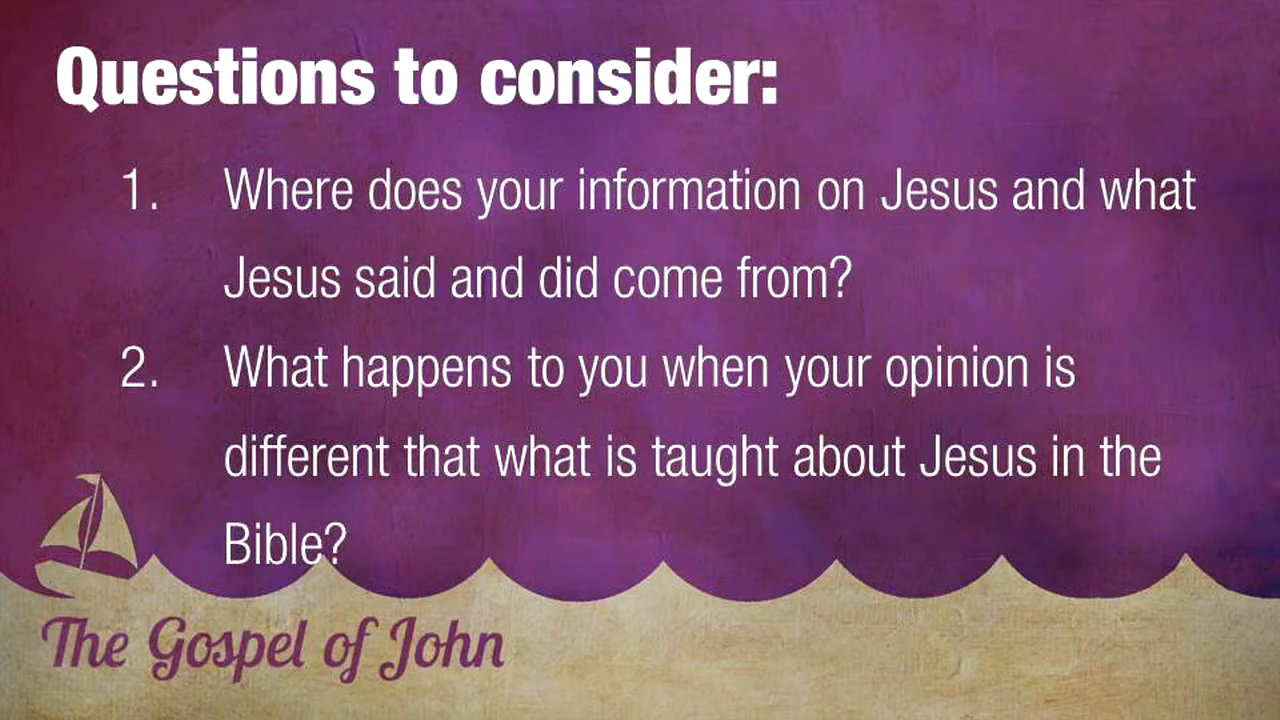 Questions to consider:
1. Where does your information on Jesus and what
Jesus said and did come from?
2. What happens to you when your opinion is
different that what is taught about Jesus in the
Bible?
The Gospel of John